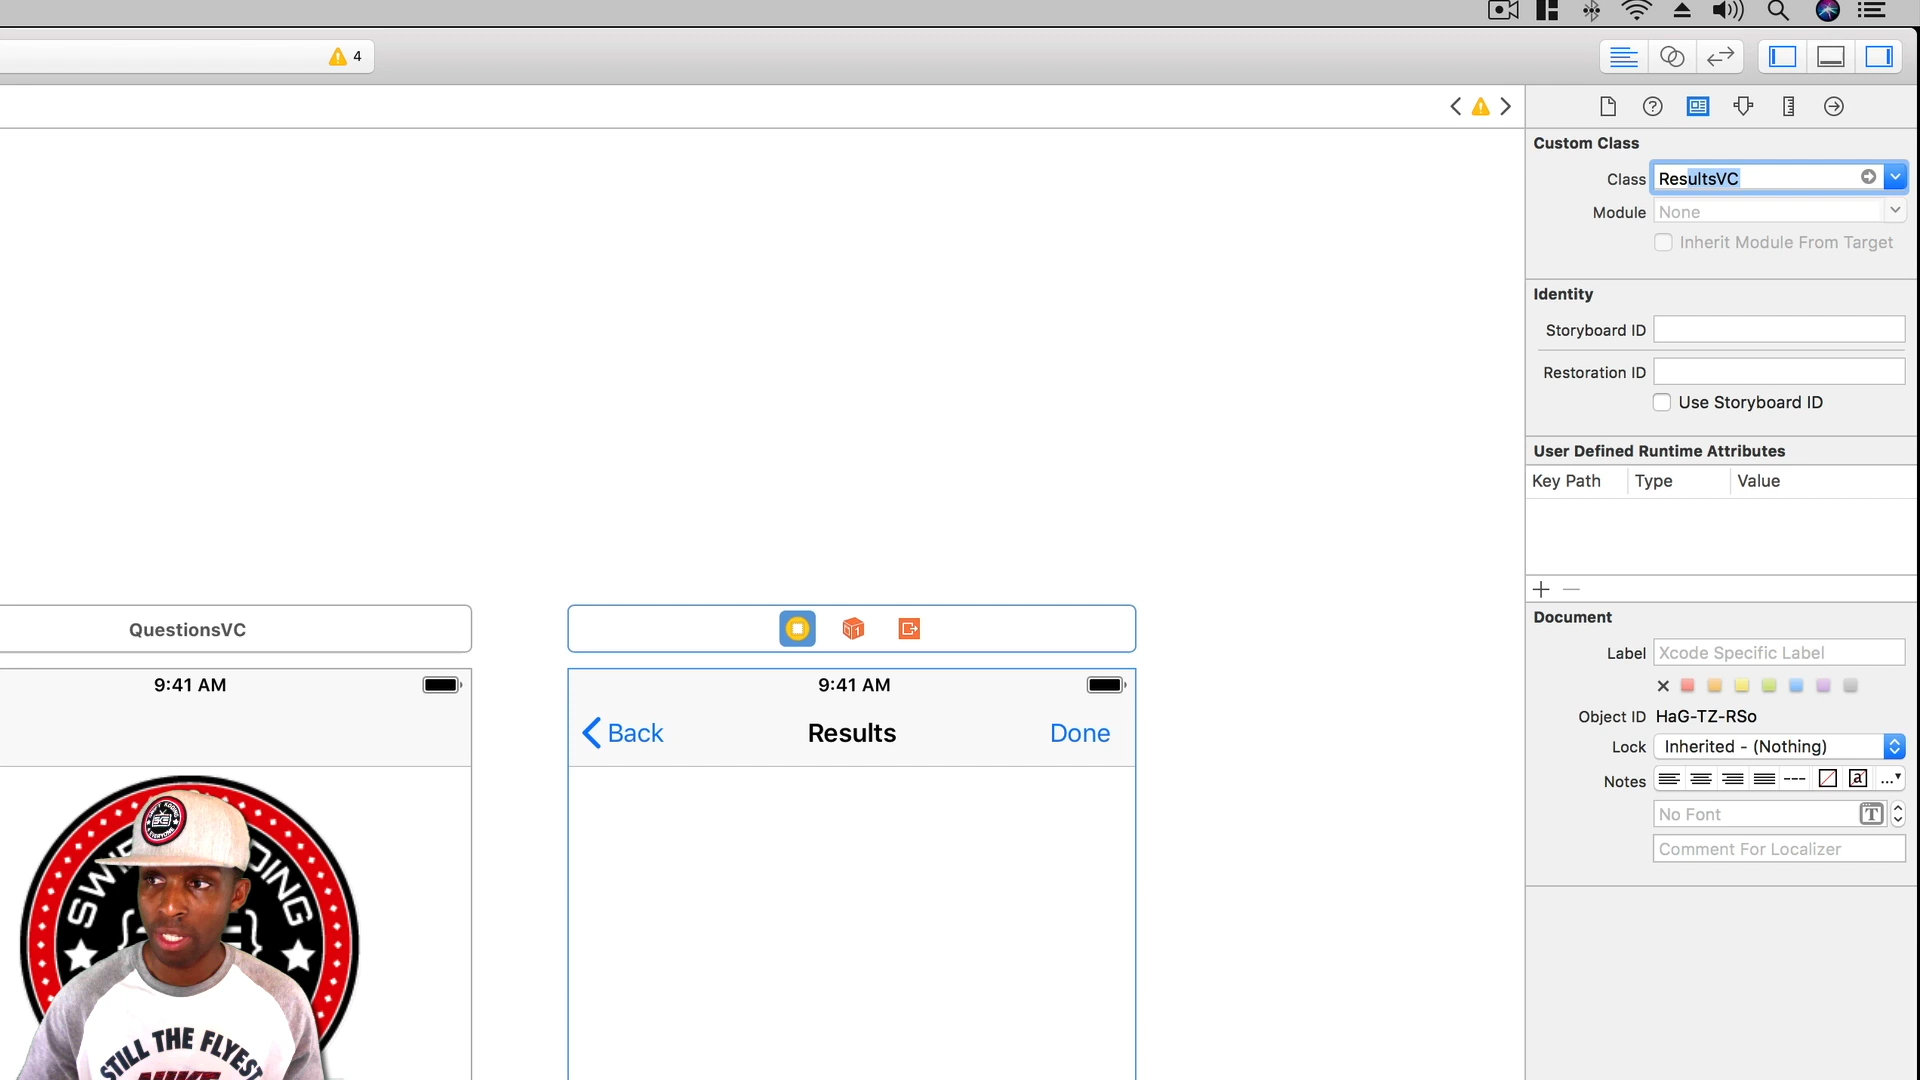 4
Custom Class
Class ResultsVC
Module None
Inherit Module From Target
Identity
Storyboard ID
Restoration ID
Use Storyboard ID
User Defined Runtime Attributes
Key Path Type Value
Document
Label Xcode Specific Label
Object ID HaG-TZ-RSo
Lock Inherited - (Nothing)
Notes
No Font
Comment For Localizer
QuestionsVC
9:41 AM
9:41 AM
Back Results Done
STILL THE FLYEST